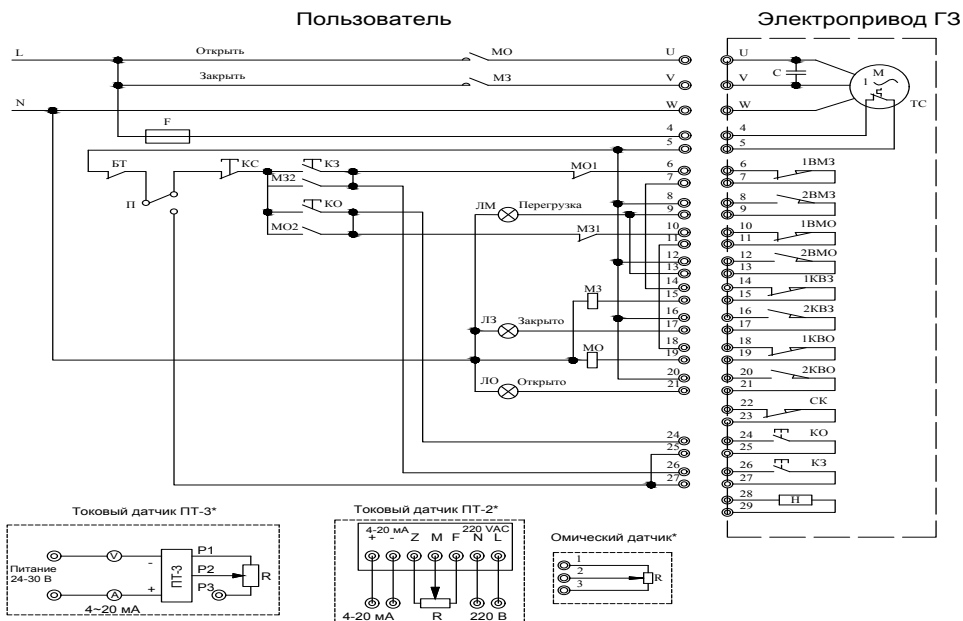 Пользователь
Электропривод ГЗ
L
Открыть
МО
U
U
Закрыть
МЗ
V
V
С
М
1
N
W
W
ТС
F
4
4
5
5
БТ
КС
КЗ
МО1
6
6
1ВМЗ
7
7
МЗ2
П
КО
8
8
2ВМЗ
ЛМ
Перегрузка
9
9
МО2
МЗ1
10
10
1ВМО
11
11
12
12
2ВМО
13
13
14
14
1КВЗ
МЗ
15
15
16
16
2КВЗ
ЛЗ
Закрыто
17
17
18
18
1КВО
МО
19
19
20
20
2КВО
ЛО
Открыто
21
21
22
СК
23
24
24
КО
25
25
26
26
КЗ
27
27
28
Н
29
Токовый датчик ПТ-3*
Питание
24-30 В
V
-
ПТ-3
P1
P2
R
P3
A
+
4~20 мА
Токовый датчик ПТ-2*
4-20 мА
220 VAC
+ - Z M F N L
4-20 мА
R
220 В
Омический датчик*
1
2
R
3